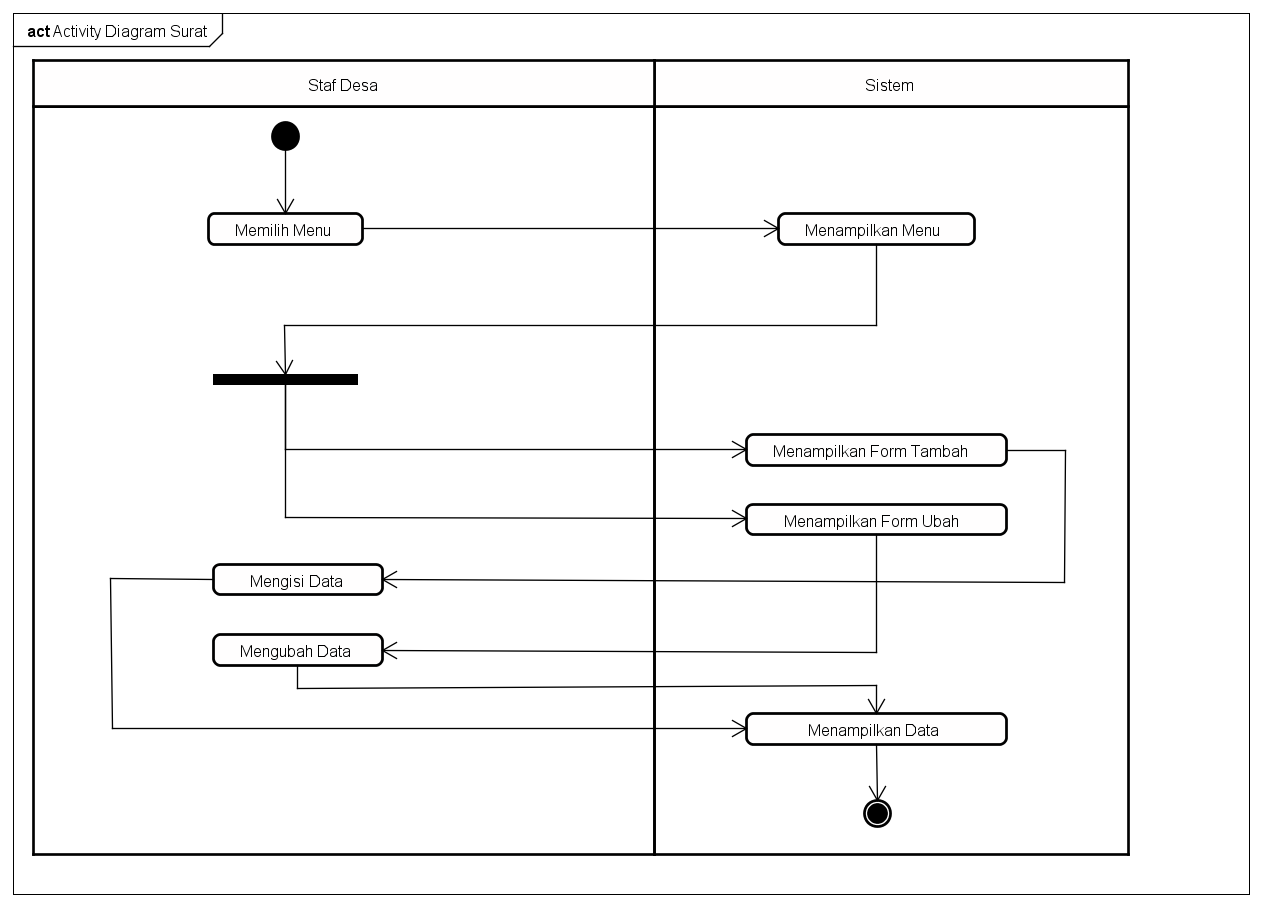 act Activity Diagram Surat
Staf Desa
Sistem
Memilih Menu
Menampilkan Menu
Menampilkan Form Tambah
Menampilkan Form Ubah
Mengisi Data
Mengubah Data
Menampilkan Data